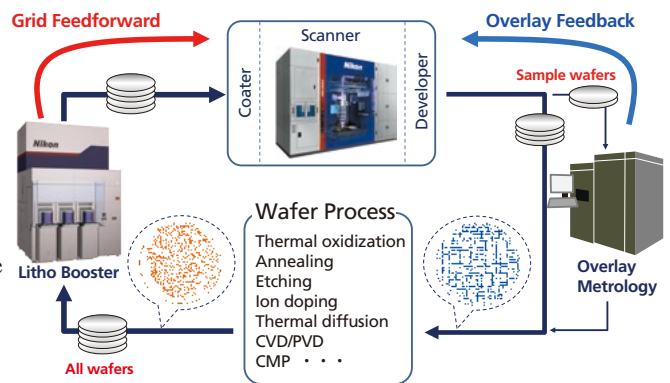 Grid Feedforward
Scanner
Overlay Feedback
Coater
Nikon
Developer
Sample wafers
Nikon
Wafer Process
Thermal oxidization
Annealing
Etching
Ion doping
Thermal diffusion
CVD/PVD
CMP ・・・
e
Litho Booster
Overlay
Metrology
All wafers